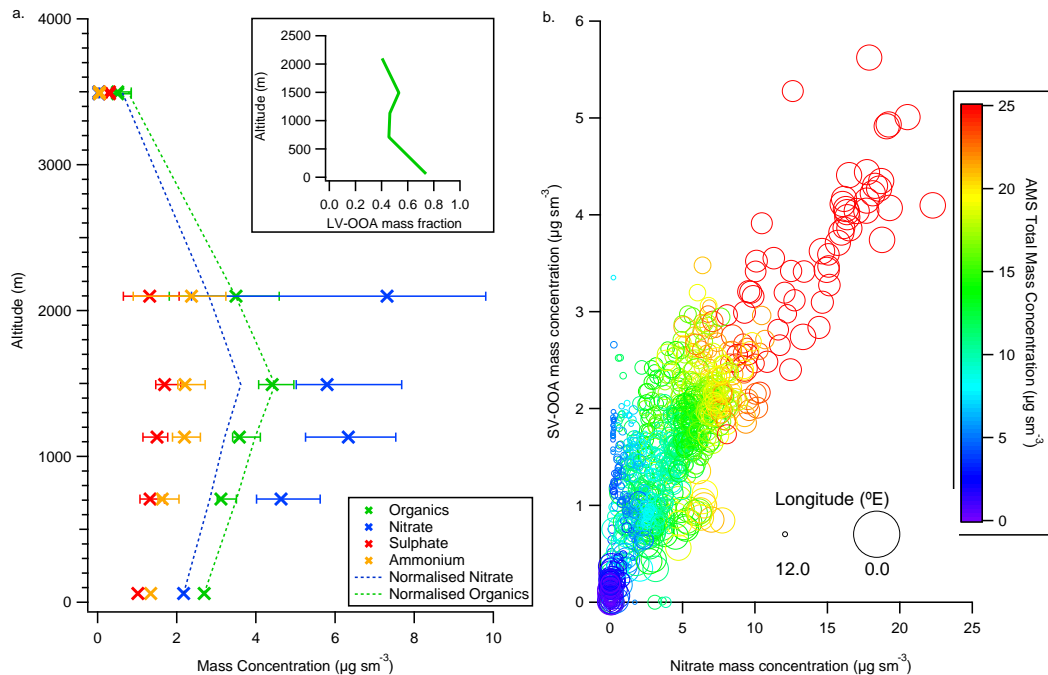 a.
4000
3000
2000
1000
0
Altitude (m)
0
2
4
6
8
10
Mass Concentration (µg sm⁻³)
2500
2000
1500
1000
500
0
Altitude (m)
0.0
0.2
0.4
0.6
0.8
1.0
LV-OOA mass fraction
Organics
Nitrate
Sulphate
Ammonium
Normalised Nitrate
Normalised Organics
b.
6
5
4
3
2
1
0
SV-OOA mass concentration (µg sm⁻³)
0
5
10
15
20
25
Nitrate mass concentration (µg sm⁻³)
Longitude (ºE)
12.0
0.0
25
20
15
10
5
0
AMS Total Mass Concentration (µg sm⁻³)